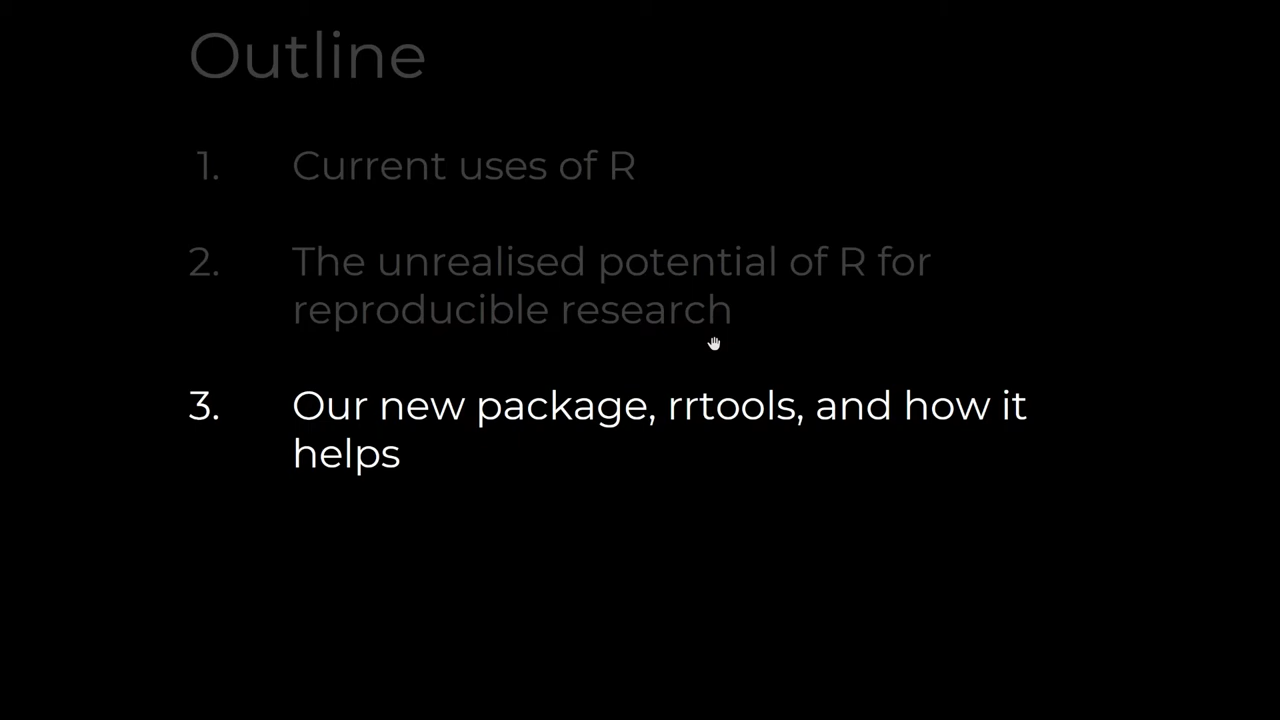 Outline
1. Current uses of R
2. The unrealised potential of R for
reproducible research
3. Our new package, rrtools, and how it
helps